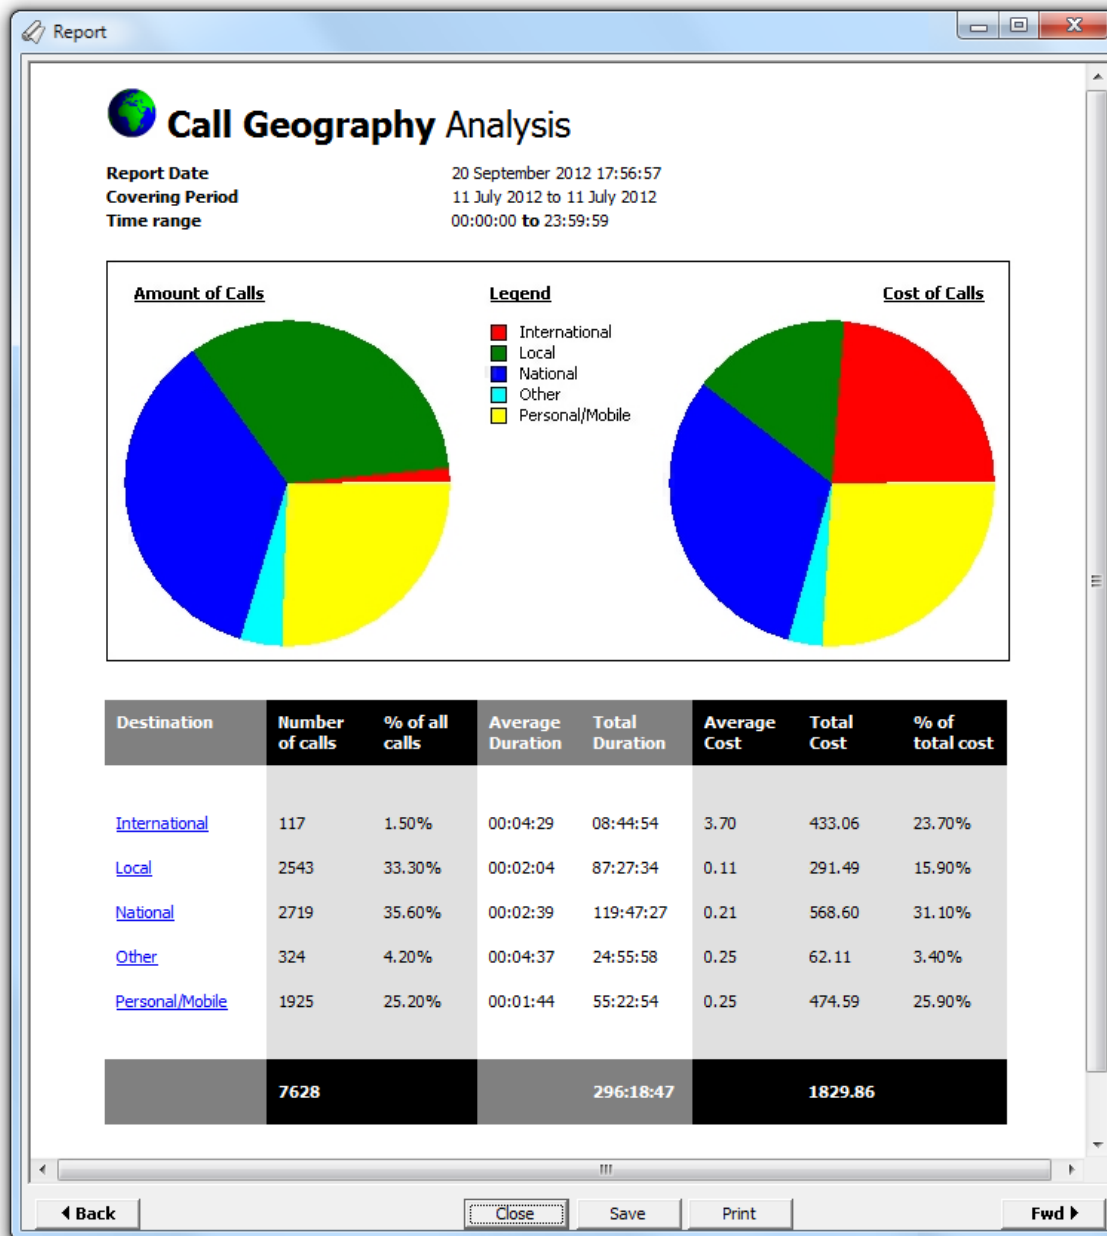 Report
Call Geography Analysis
Report Date 20 September 2012 17:56:57
Covering Period 11 July 2012 to 11 July 2012
Time range 00:00:00 to 23:59:59
Amount of Calls
Legend
Cost of Calls
International
Local
National
Other
Personal/Mobile
Destination Number of calls % of all calls Average Duration Total Duration Average Cost Total Cost % of total cost
International 117 1.50% 00:04:29 08:44:54 3.70 433.06 23.70%
Local 2543 33.30% 00:02:04 87:27:34 0.11 291.49 15.90%
National 2719 35.60% 00:02:39 119:47:27 0.21 568.60 31.10%
Other 324 4.20% 00:04:37 24:55:58 0.25 62.11 3.40%
Personal/Mobile 1925 25.20% 00:01:44 55:22:54 0.25 474.59 25.90%
7628 296:18:47 1829.86
Back Close Save Print Fwd